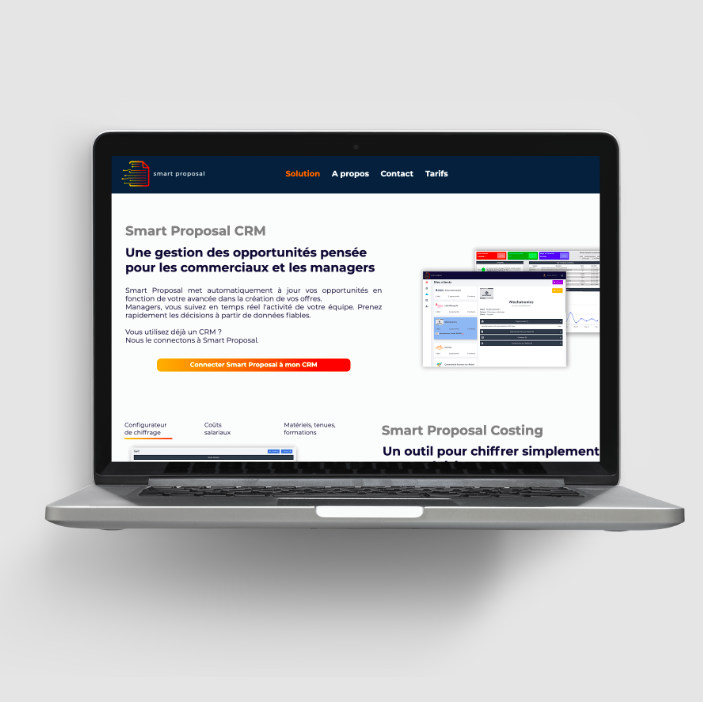 smart proposal
Solution A propos Contact Tarifs
Smart Proposal CRM
Une gestion des opportunités pensée
pour les commerciaux et les managers
Smart Proposal met automatiquement à jour vos opportunités en
fonction de votre avancée dans la création de vos offres.
Managers, vous suivez en temps réel l'activité de votre équipe. Prenez
rapidement les décisions à partir de données fiables.
Vous utilisez déjà un CRM ?
Nous le connectons à Smart Proposal.
Connecter Smart Proposal à mon CRM
Configurateur
de chiffrage
Coûts
salariaux
Matériels, tenues,
formations
Smart Proposal Costing
Un outil pour chiffrer simplement